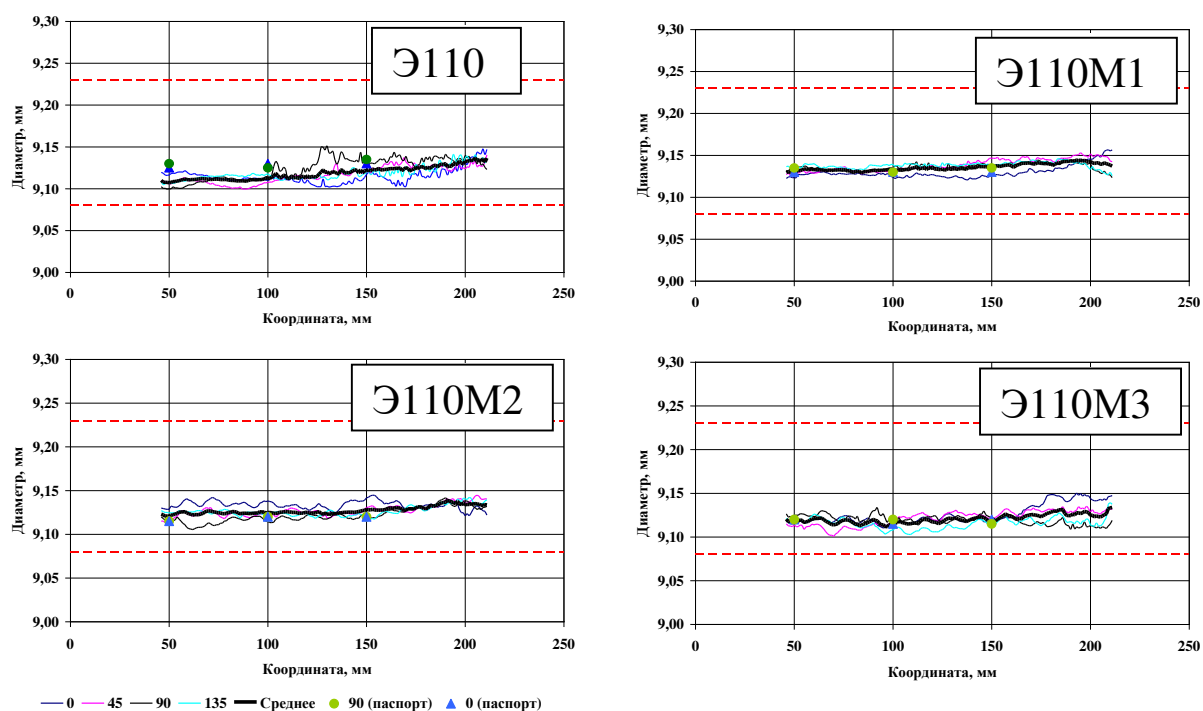 Э110
Диаметр, мм
9,30
9,25
9,20
9,15
9,10
9,05
9,00
0 50 100 150 200 250
Координата, мм
Э110М1
Диаметр, мм
9,30
9,25
9,20
9,15
9,10
9,05
9,00
0 50 100 150 200 250
Координата, мм
Э110М2
Диаметр, мм
9,30
9,25
9,20
9,15
9,10
9,05
9,00
0 50 100 150 200 250
Координата, мм
Э110М3
Диаметр, мм
9,30
9,25
9,20
9,15
9,10
9,05
9,00
0 50 100 150 200 250
Координата, мм
0 45 90 135 Среднее 90 (паспорт) 0 (паспорт)